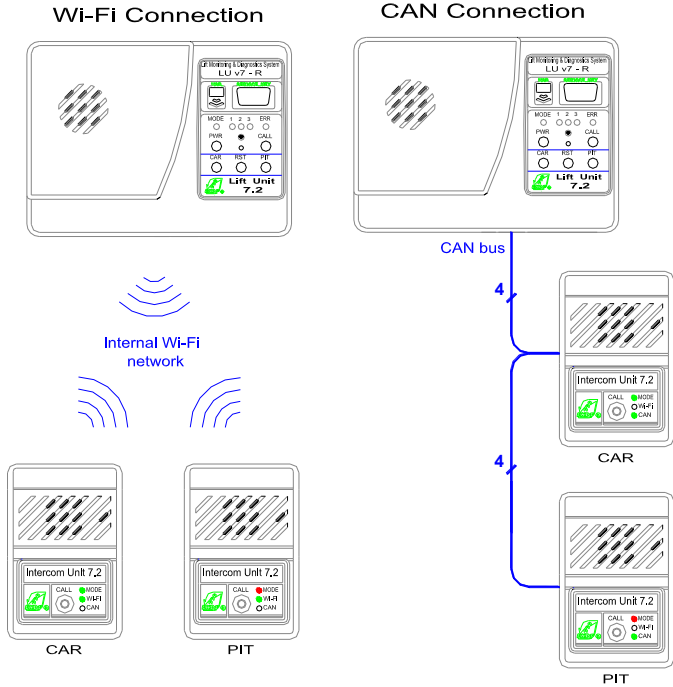 Wi-Fi Connection
CAN Connection
Lift Monitoring & Diagnostics System
LU v7 - R
MODE 1 2 3 ERR
PWR CALL
CAR RST PIT
Lift Unit
7.2
Lift Monitoring & Diagnostics System
LU v7 - R
MODE 1 2 3 ERR
PWR CALL
CAR RST PIT
Lift Unit
7.2
CAN bus
4
Internal Wi-Fi
network
Intercom Unit 7.2
CALL
MODE
Wi-Fi
CAN
CAR
4
Intercom Unit 7.2
CALL
MODE
Wi-Fi
CAN
CAR
Intercom Unit 7.2
CALL
MODE
Wi-Fi
CAN
PIT
Intercom Unit 7.2
CALL
MODE
Wi-Fi
CAN
PIT